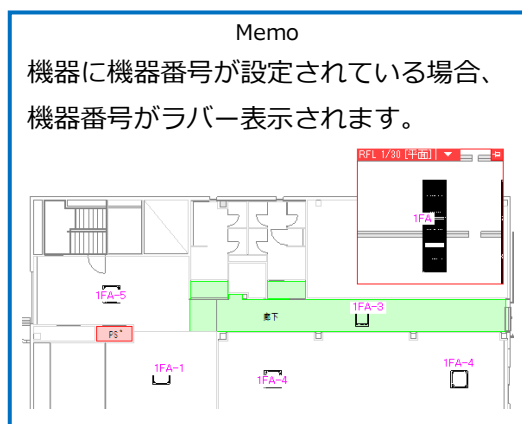 Memo
機器に機器番号が設定されている場合、
機器番号がラバー表示されます。
RFL 1/30 [平面]
1FA
1FA-5
1FA-3
廊下
PS
1FA-1
1FA-4
1FA-4